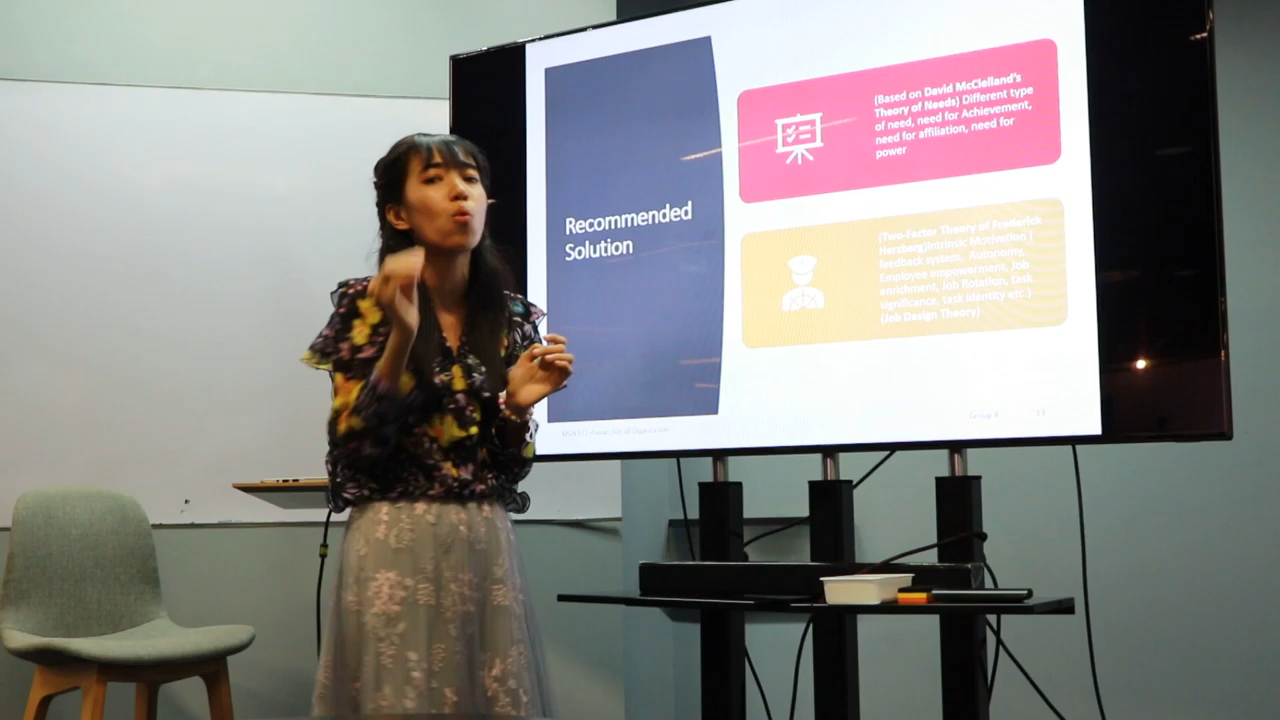 Recommended
Solution
(Based on David McClelland's
Theory of Needs) Different type
of need, need for Achievement,
need for affiliation, need for
power
(Two-Factor Theory of Frederick
Herzberg)Intrinsic Motivation |
feedback system. Autonomy,
Employee empowerment, Job
enrichment, Job Rotation, task
significance, task identity etc.)
(Job Design Theory)
Group
13